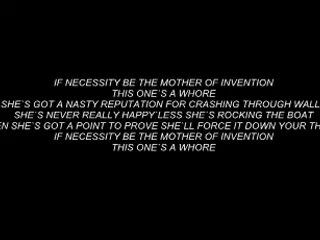 IF NECESSITY BE THE MOTHER OF INVENTION
THIS ONE`S A WHORE
SHE`S GOT A NASTY REPUTATION FOR CRASHING THROUGH WALL
SHE`S NEVER REALLY HAPPY`LESS SHE`S ROCKING THE BOAT
EN SHE`S GOT A POINT TO PROVE SHE`LL FORCE IT DOWN YOUR TH
IF NECESSITY BE THE MOTHER OF INVENTION
THIS ONE`S A WHORE